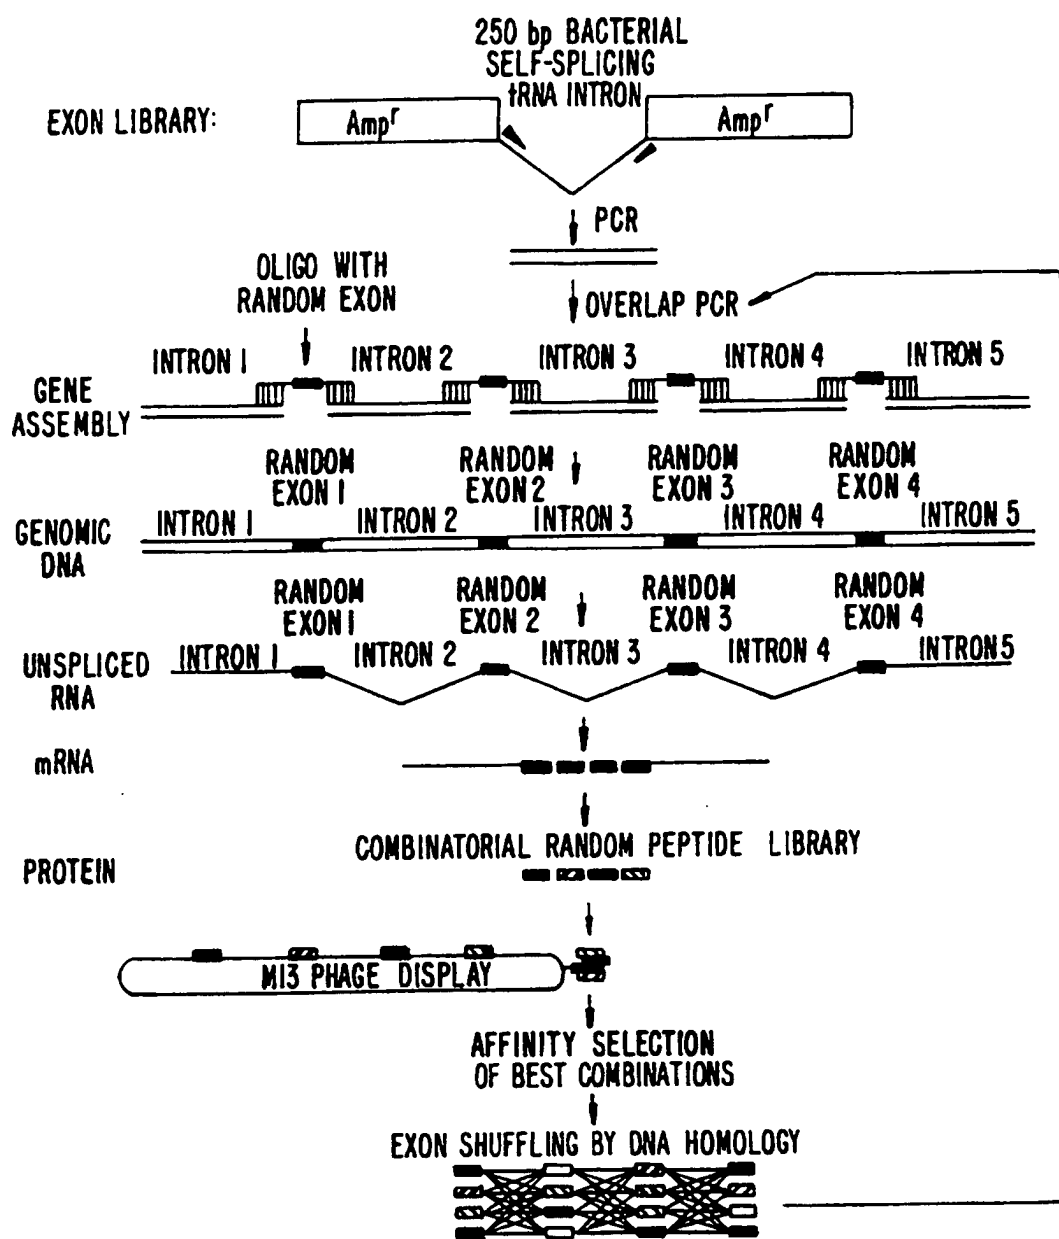 250 bp BACTERIAL
SELF-SPLICING
tRNA INTRON
EXON LIBRARY:
Ampʳ
Ampʳ
PCR
OLIGO WITH
RANDOM EXON
OVERLAP PCR
INTRON 1 INTRON 2 INTRON 3 INTRON 4 INTRON 5
GENE
ASSEMBLY
RANDOM
EXON 1
RANDOM
EXON 2
RANDOM
EXON 3
RANDOM
EXON 4
INTRON 1 INTRON 2 INTRON 3 INTRON 4 INTRON 5
GENOMIC
DNA
RANDOM
EXON 1
RANDOM
EXON 2
RANDOM
EXON 3
RANDOM
EXON 4
INTRON 1 INTRON 2 INTRON 3 INTRON 4 INTRON 5
UNSPLICED
RNA
mRNA
COMBINATORIAL RANDOM PEPTIDE LIBRARY
PROTEIN
M13 PHAGE DISPLAY
AFFINITY SELECTION
OF BEST COMBINATIONS
EXON SHUFFLING BY DNA HOMOLOGY